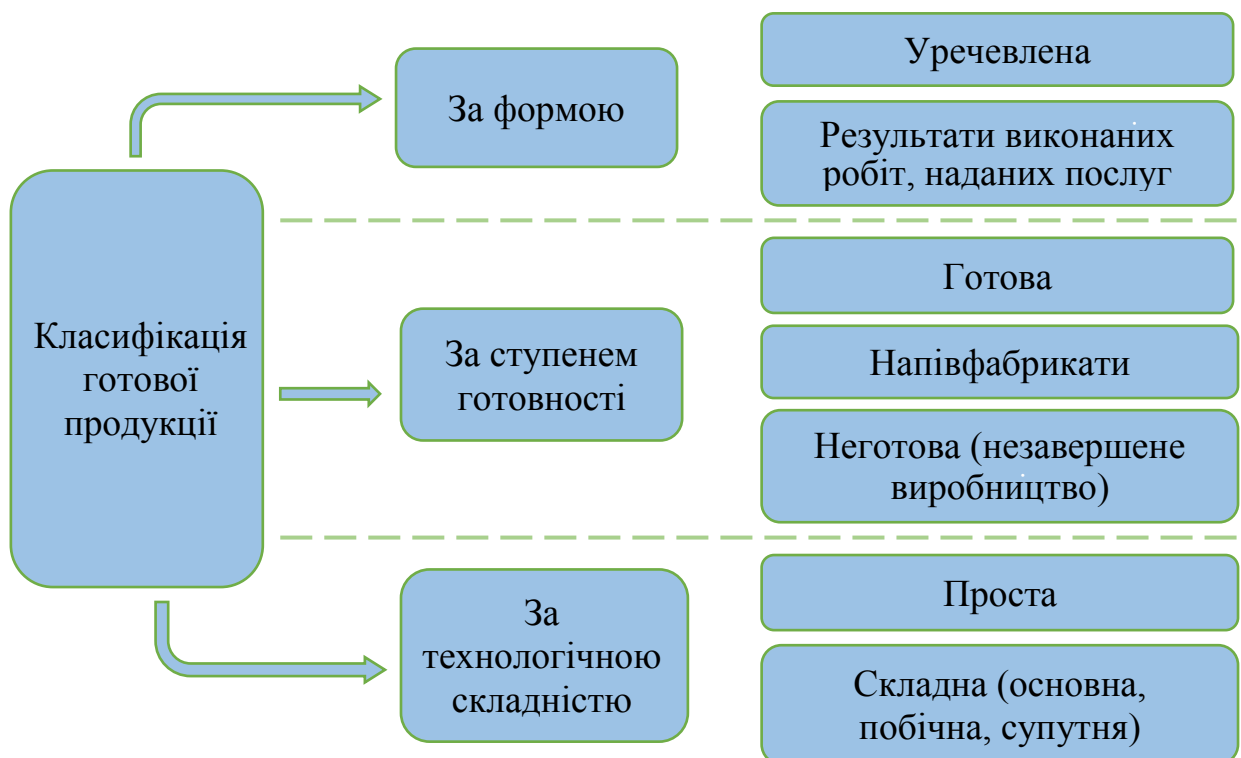 Класифікація
готової
продукції
За формою
Уречевлена
Результати виконаних
робіт, наданих послуг
За ступенем
готовності
Готова
Напівфабрикати
Неготова (незавершене
виробництво)
За
технологічною
складністю
Проста
Складна (основна,
побічна, супутня)